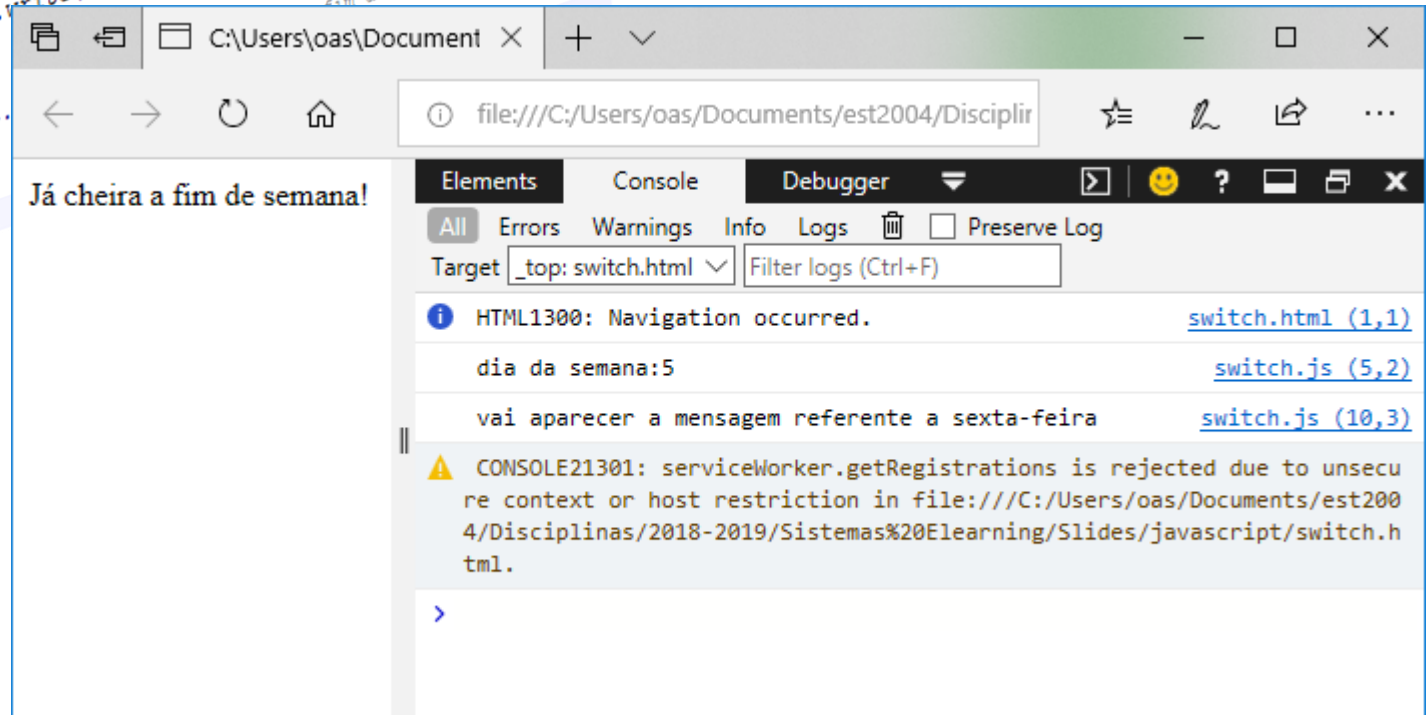 C:\Users\oas\Document
file:///C:/Users/oas/Documents/est2004/Disciplin
Já cheira a fim de semana!
Elements Console Debugger
All Errors Warnings Info Logs Preserve Log
Target _top: switch.html Filter logs (Ctrl+F)
HTML1300: Navigation occurred. switch.html (1,1)
dia da semana:5 switch.js (5,2)
vai aparecer a mensagem referente a sexta-feira switch.js (10,3)
CONSOLE21301: serviceWorker.getRegistrations is rejected due to unsecu
re context or host restriction in file:///C:/Users/oas/Documents/est200
4/Disciplinas/2018-2019/Sistemas%20Elearning/Slides/javascript/switch.h
tml.